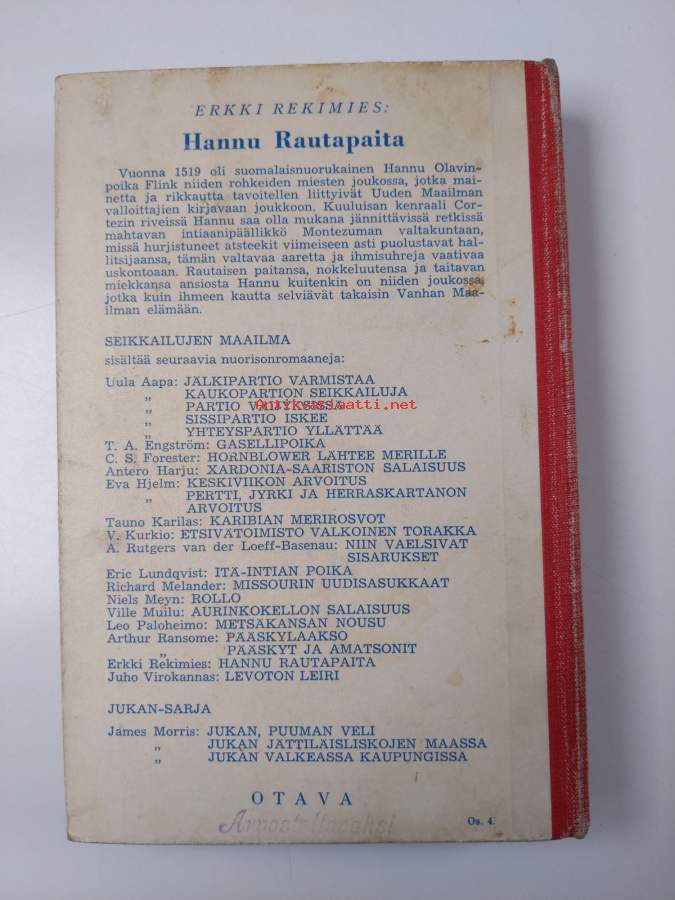 ERKKI REKIMIES:
Hannu Rautapaita
Vuonna 1519 oli suomalaisnuorukainen Hannu Olavin-
poika Flink niiden rohkeiden miesten joukossa, jotka mai-
netta ja rikkautta tavoitellen liittyivät Uuden Maailman
valloittajien kirjavaan joukkoon. Kuuluisan kenraali Cor-
tezin riveissä Hannu saa olla mukana jännittävissä retkissä
mahtavan intiaanipäällikkö Montezuman valtakuntaan,
missä hurjistuneet atsteekit viimeiseen asti puolustavat hal-
litsijaansa, tämän valtavaa aaretta ja ihmisuhreja vaativaa
uskontoaan. Rautaisen paitansa, nokkeluutensa ja taitavan
miekkansa ansiosta Hannu kuitenkin on niiden joukossa,
jotka kuin ihmeen kautta selviävät takaisin Vanhan Maa-
ilman elämään.
SEIKKAILUJEN MAAILMA
sisältää seuraavia nuorisonromaaneja:
Uula Aapa: JÄLKIPARTIO VARMISTAA
„ KAUKOPARTION SEIKKAILUJA
„ PARTIO VAIJYKSISSÄ
antikvariaatti.net
„ SISSIPARTIO ISKEE
„ YHTEYSPARTIO YLLÄTTÄÄ
T. A. Engström: GASELLIPOIKA
C. S. Forester: HORNBLOWER LÄHTEE MERILLE
Antero Harju: XARDONIA-SAARISTON SALAISUUS
Eva Hjelm: KESKIVIIKON ARVOITUS
„ PERTTI, JYRKI JA HERRASKARTANON
ARVOITUS
Tauno Karilas: KARIBIAN MERIROSVOT
V. Kurkio: ETSIVÄTOIMISTO VALKOINEN TORAKKA
A. Rutgers van der Loeff-Basenau: NIIN VAELSIVAT
SISARUKSET
Eric Lundqvist: ITÄ-INTIAN POIKA
Richard Melander: MISSOURIN UUDISASUKKAAT
Niels Meyn: ROLLO
Ville Muilu: AURINKOKELLON SALAISUUS
Leo Paloheimo: METSÄKANSAN NOUSU
Arthur Ransome: PÄÄSKYLAAKSO
„ PÄÄSKYT JA AMATSONIT
Erkki Rekimies: HANNU RAUTAPAITA
Juho Virokannas: LEVOTON LEIRI
JUKAN-SARJA
James Morris: JUKAN, PUUMAN VELI
„ JUKAN JÄTTILÄISLISKOJEN MAASSA
„ JUKAN VALKEASSA KAUPUNGISSA
OTAVA
Arvosteltavaksi
Os. 4.